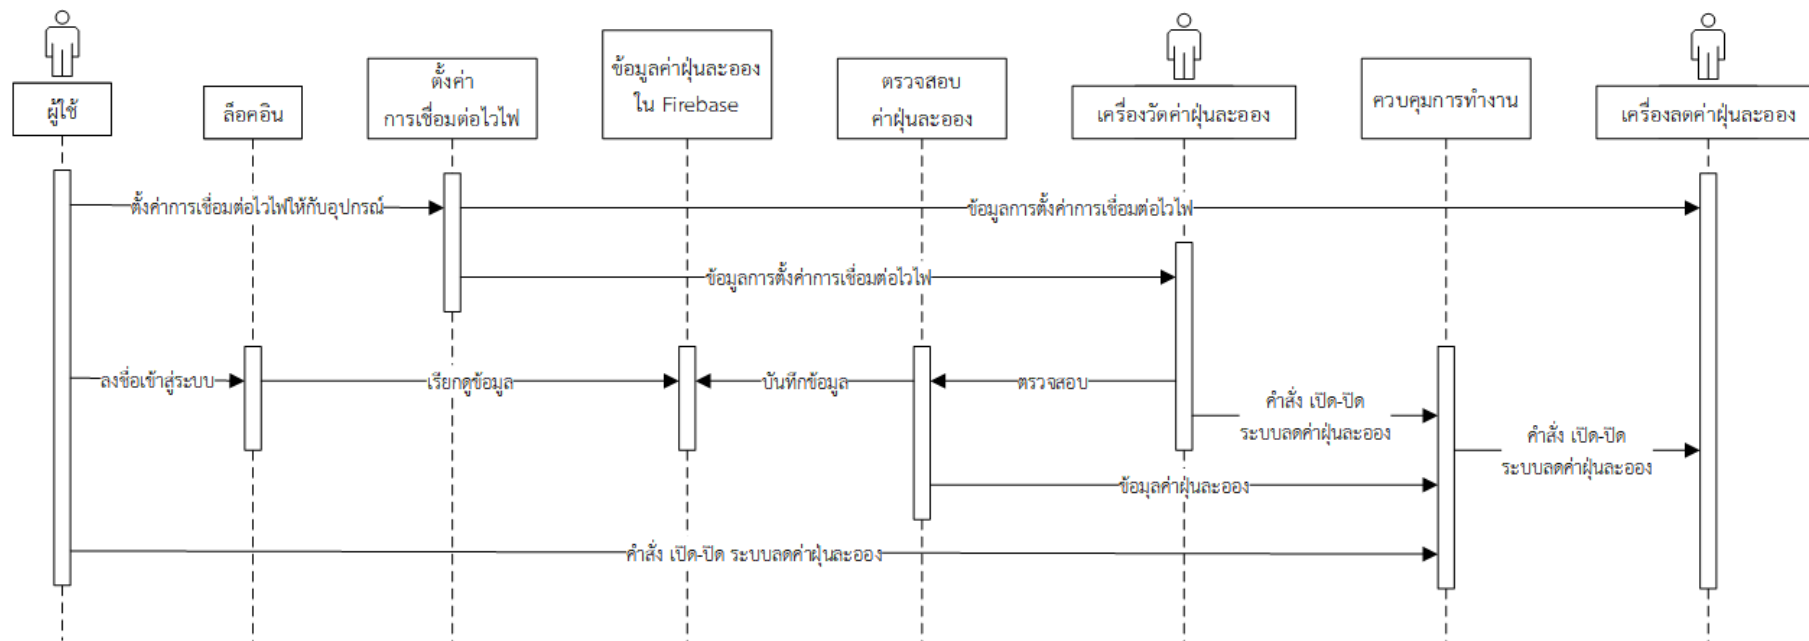 ผู้ใช้
ล็อคอิน
ตั้งค่า
การเชื่อมต่อไวไฟ
ข้อมูลค่าฝุ่นละออง
ใน Firebase
ตรวจสอบ
ค่าฝุ่นละออง
เครื่องวัดค่าฝุ่นละออง
ควบคุมการทำงาน
เครื่องลดค่าฝุ่นละออง
ตั้งค่าการเชื่อมต่อไวไฟให้กับอุปกรณ์
ข้อมูลการตั้งค่าการเชื่อมต่อไวไฟ
ข้อมูลการตั้งค่าการเชื่อมต่อไวไฟ
ลงชื่อเข้าสู่ระบบ
เรียกดูข้อมูล
บันทึกข้อมูล
ตรวจสอบ
คำสั่ง เปิด-ปิด
ระบบลดค่าฝุ่นละออง
คำสั่ง เปิด-ปิด
ระบบลดค่าฝุ่นละออง
ข้อมุลค่าฝุ่นละออง
คำสั่ง เปิด-ปิด ระบบลดค่าฝุ่นละออง